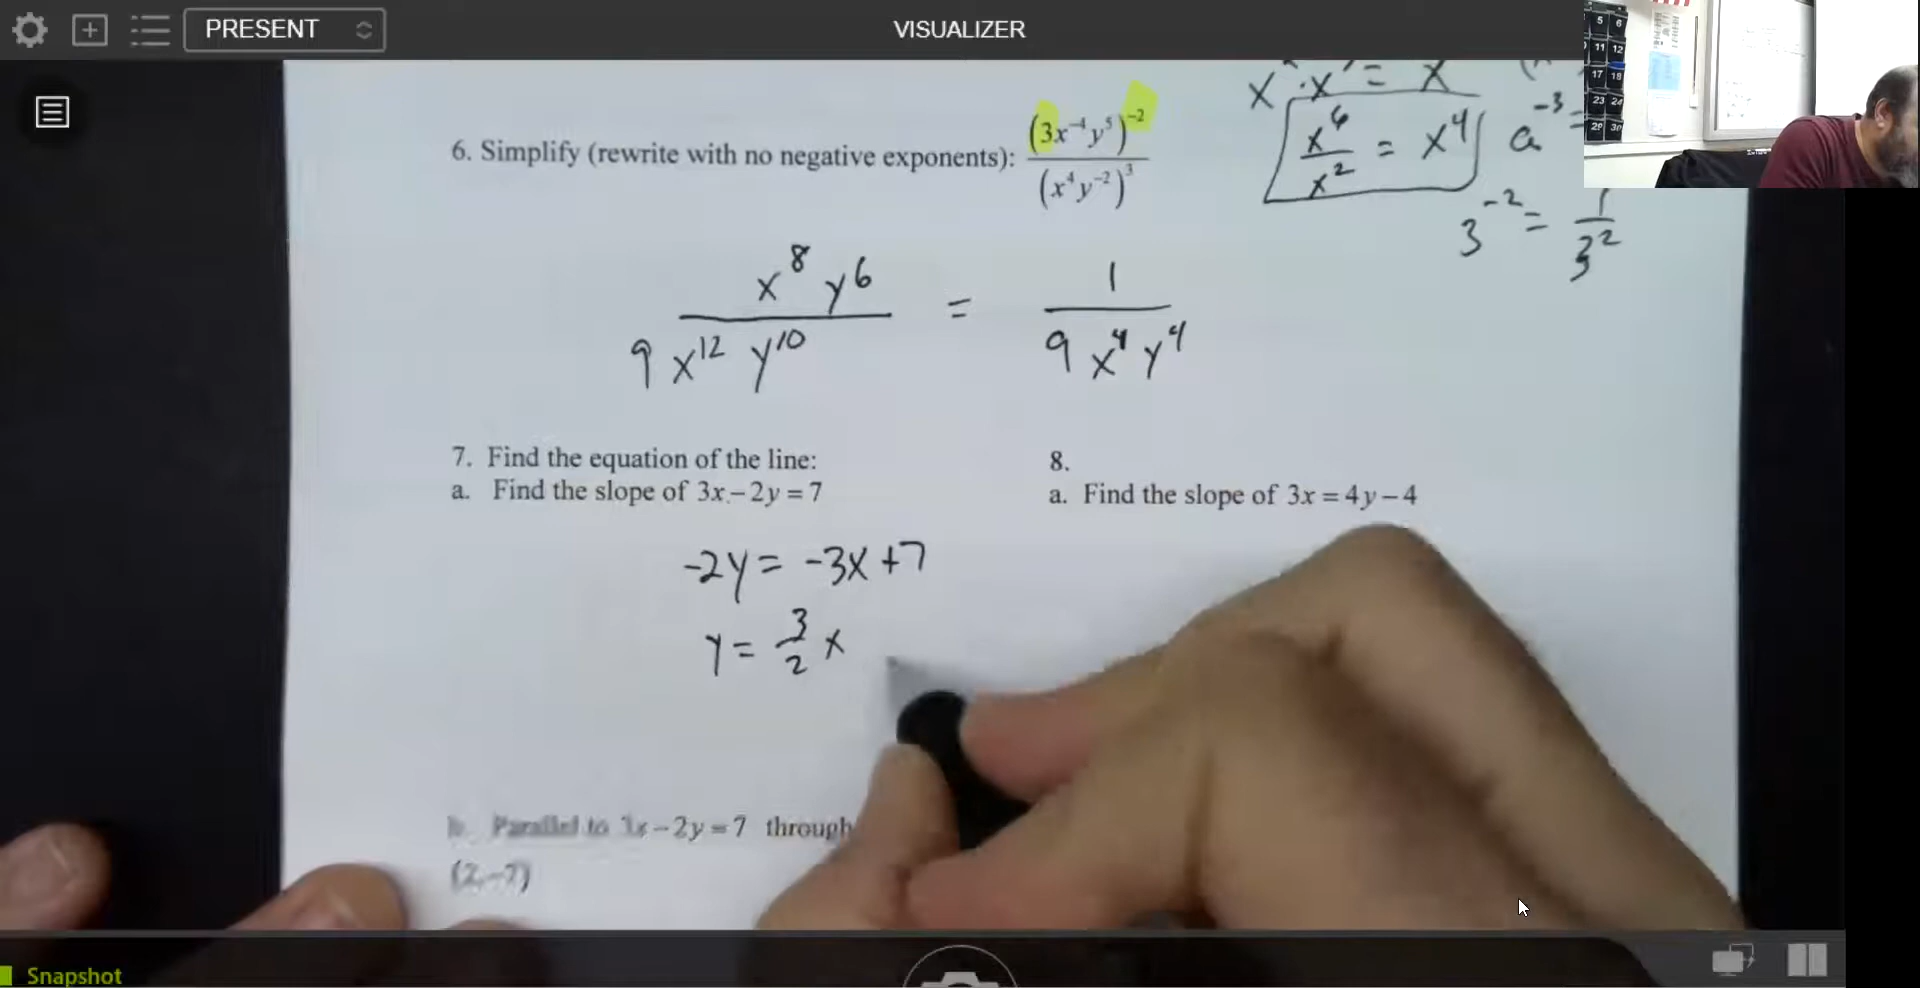 PRESENT
VISUALIZER
6. Simplify (rewrite with no negative exponents): (3x⁻⁴y⁵)⁻² / (x⁴y⁻²)³
x⁶ / x² = x⁴
a⁻³ =
3⁻² = 1 / 3²
x⁸ y⁶ / 9 x¹² y¹⁰ = 1 / 9 x⁴ y⁴
7. Find the equation of the line:
a. Find the slope of 3x – 2y = 7
-2y = -3x + 7
y = 3/2 x
b. Parallel to 3x – 2y = 7 through
(2, –7)
8.
a. Find the slope of 3x = 4y – 4
Snapshot